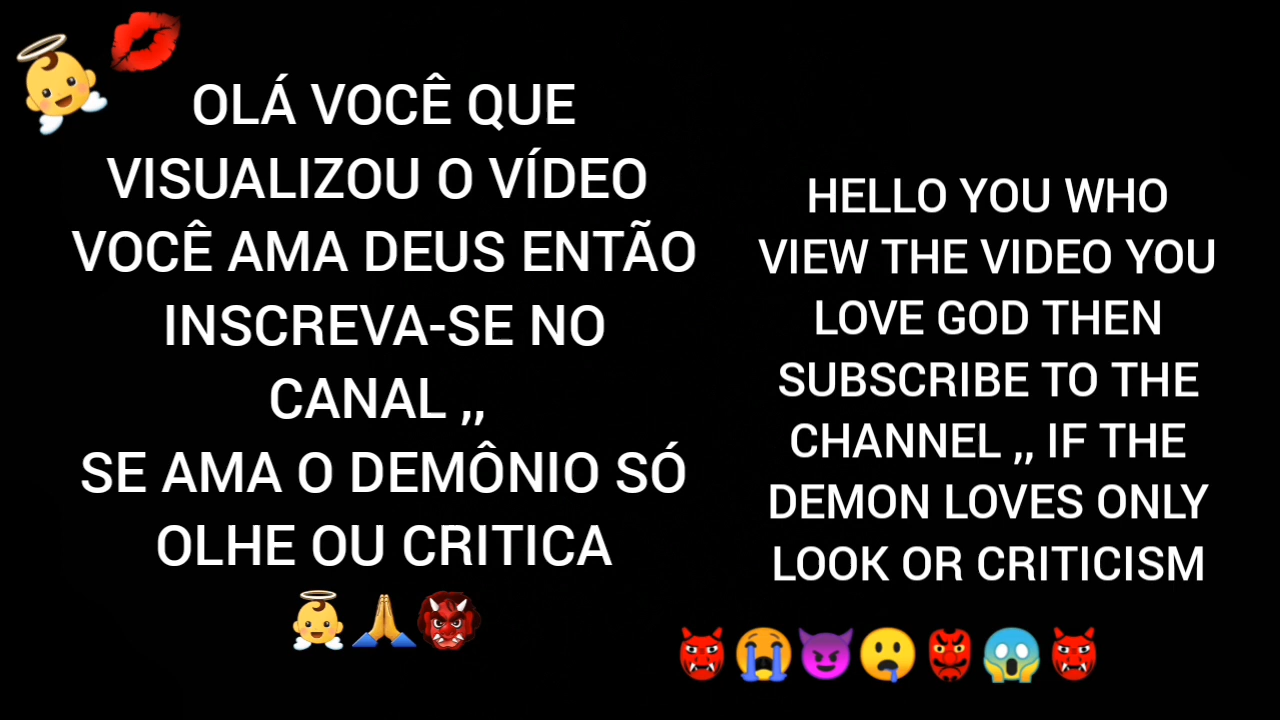 OLÁ VOCÊ QUE
VISUALIZOU O VÍDEO
VOCÊ AMA DEUS ENTÃO
INSCREVA-SE NO
CANAL ,,
SE AMA O DEMÔNIO SÓ
OLHE OU CRITICA
HELLO YOU WHO
VIEW THE VIDEO YOU
LOVE GOD THEN
SUBSCRIBE TO THE
CHANNEL ,, IF THE
DEMON LOVES ONLY
LOOK OR CRITICISM